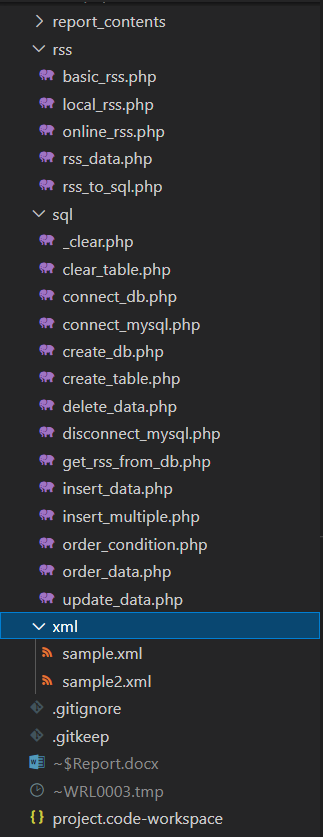 report_contents
rss
basic_rss.php
local_rss.php
online_rss.php
rss_data.php
rss_to_sql.php
sql
_clear.php
clear_table.php
connect_db.php
connect_mysql.php
create_db.php
create_table.php
delete_data.php
disconnect_mysql.php
get_rss_from_db.php
insert_data.php
insert_multiple.php
order_condition.php
order_data.php
update_data.php
xml
sample.xml
sample2.xml
.gitignore
.gitkeep
~$Report.docx
~WRL0003.tmp
project.code-workspace